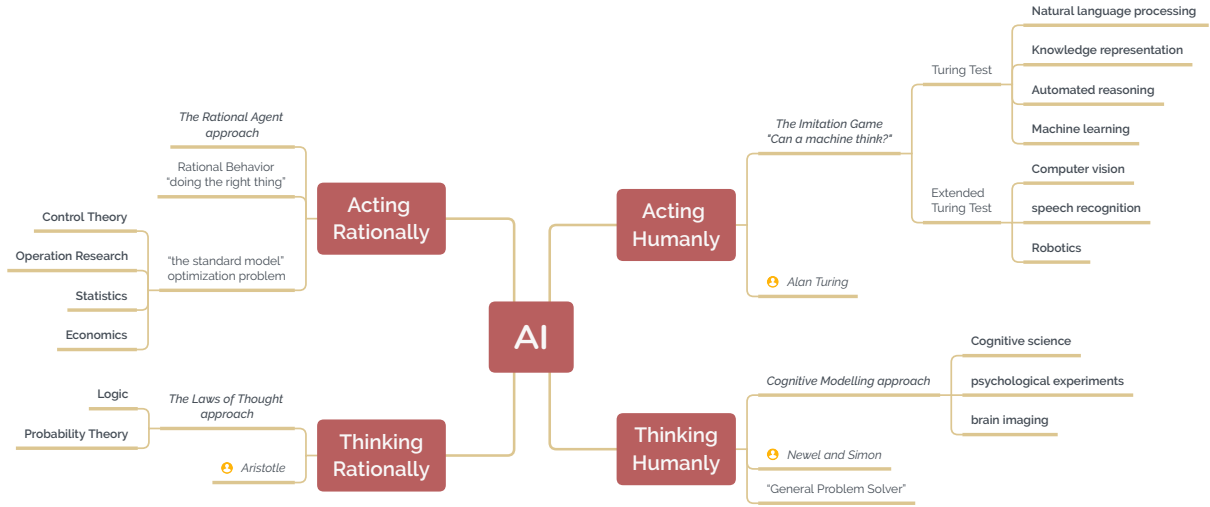 AI
Acting
Humanly
The Imitation Game
"Can a machine think?"
Turing Test
Natural language processing
Knowledge representation
Automated reasoning
Machine learning
Extended
Turing Test
Computer vision
speech recognition
Robotics
Alan Turing
Thinking
Humanly
Cognitive Modelling approach
Cognitive science
psychological experiments
brain imaging
Newel and Simon
“General Problem Solver”
Acting
Rationally
The Rational Agent
approach
Rational Behavior
“doing the right thing”
“the standard model”
optimization problem
Control Theory
Operation Research
Statistics
Economics
Thinking
Rationally
The Laws of Thought
approach
Logic
Probability Theory
Aristotle